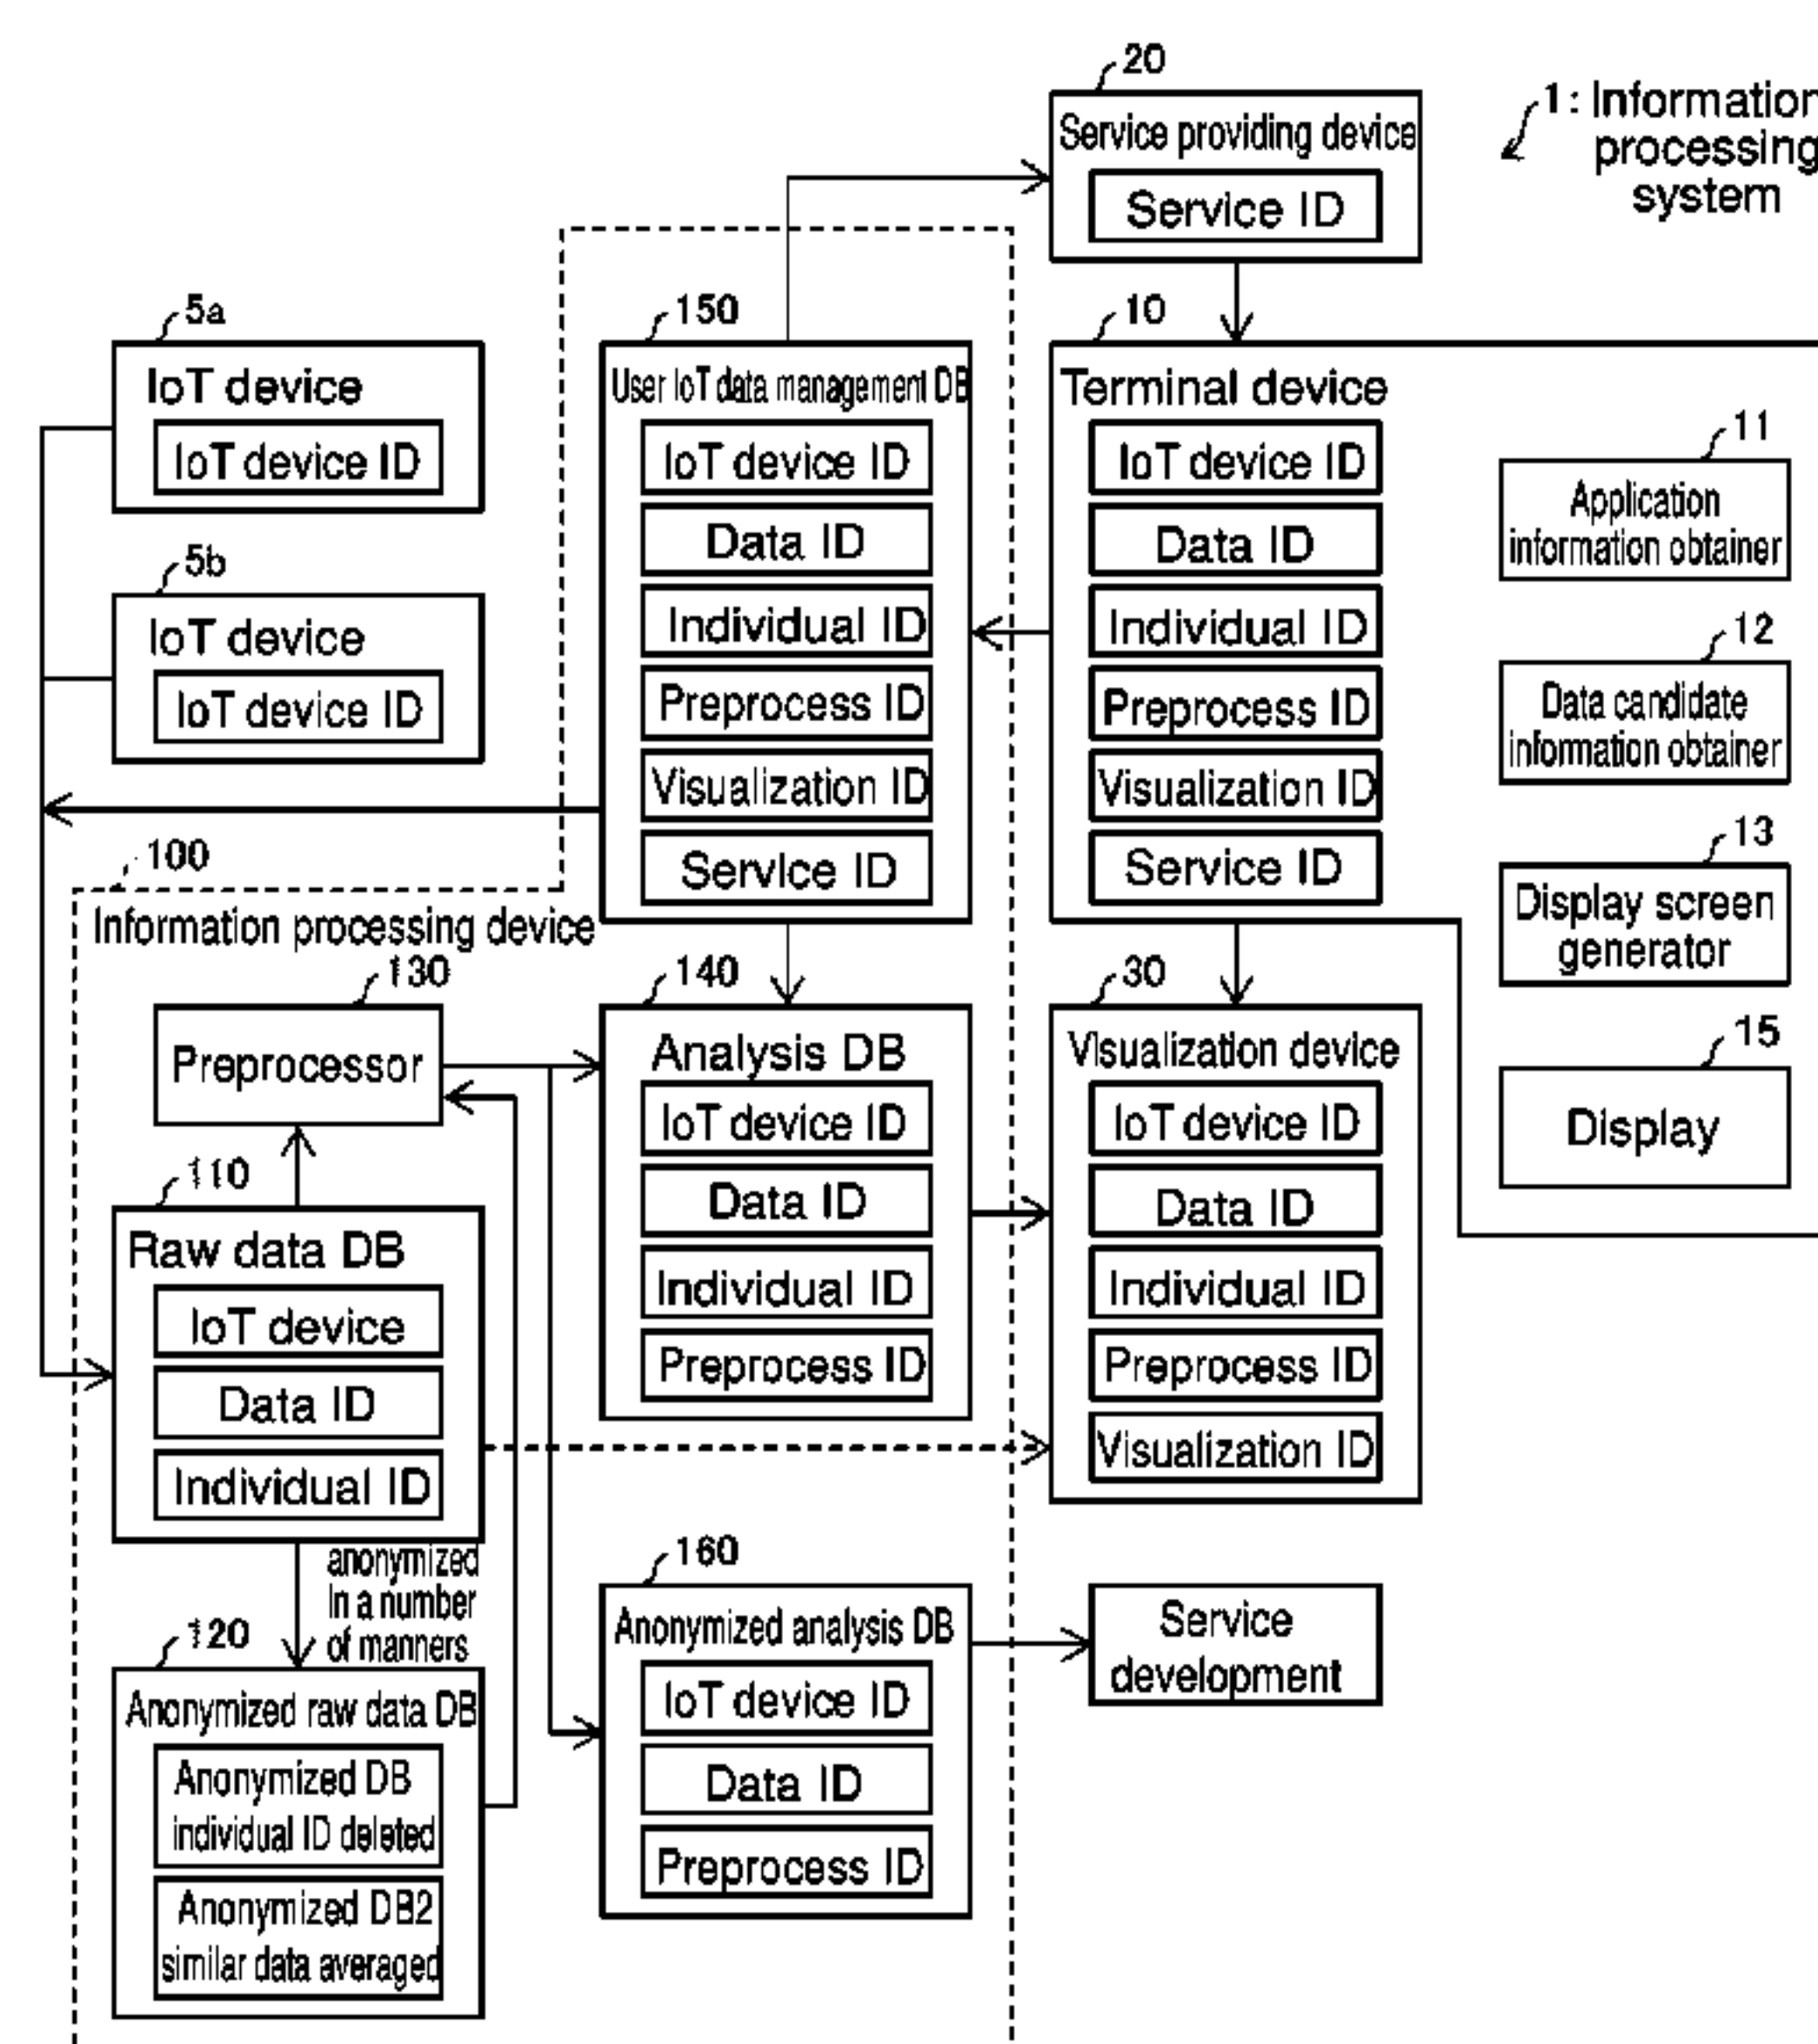 20
Service providing device
Service ID
1: Information
processing
system
5a
IoT device
IoT device ID
5b
IoT device
IoT device ID
150
User IoT data management DB
IoT device ID
Data ID
Individual ID
Preprocess ID
Visualization ID
Service ID
10
Terminal device
IoT device ID
Data ID
Individual ID
Preprocess ID
Visualization ID
Service ID
11
Application
information obtainer
12
Data candidate
information obtainer
13
Display screen
generator
15
Display
100
Information processing device
130
Preprocessor
110
Raw data DB
IoT device
Data ID
Individual ID
anonymized
in a number
of manners
120
Anonymized raw data DB
Anonymized DB
individual ID deleted
Anonymized DB2
similar data averaged
140
Analysis DB
IoT device ID
Data ID
Individual ID
Preprocess ID
30
Visualization device
IoT device ID
Data ID
Individual ID
Preprocess ID
Visualization ID
160
Anonymized analysis DB
IoT device ID
Data ID
Preprocess ID
Service
development